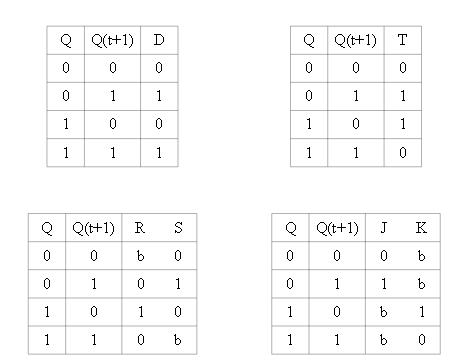 Q Q(t+1) D
0 0 0
0 1 1
1 0 0
1 1 1
Q Q(t+1) T
0 0 0
0 1 1
1 0 1
1 1 0
Q Q(t+1) R S
0 0 b 0
0 1 0 1
1 0 1 0
1 1 0 b
Q Q(t+1) J K
0 0 0 b
0 1 1 b
1 0 b 1
1 1 b 0